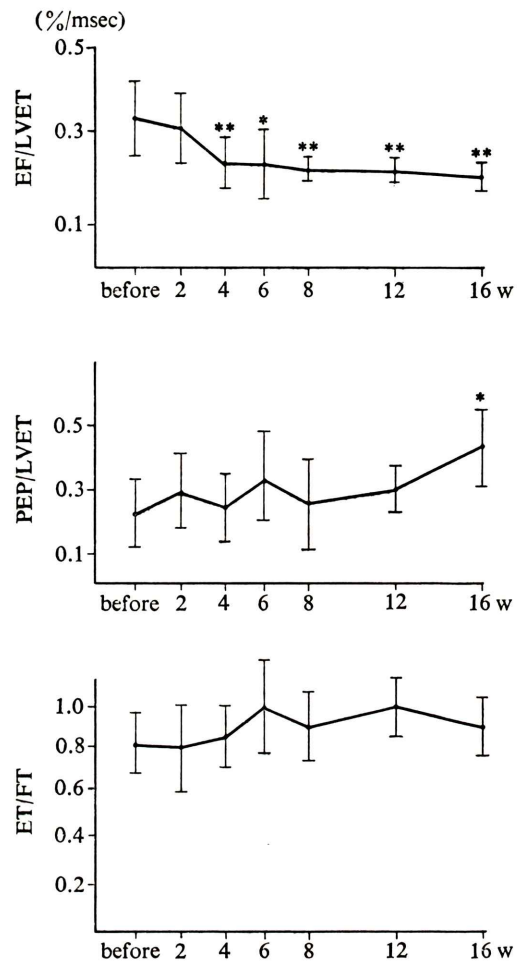 (%/msec)
0.5
EF/LVET
0.3
0.1
** * ** ** **
before 2 4 6 8 12 16 w
PEP/LVET
0.5
0.3
0.1
*
before 2 4 6 8 12 16 w
ET/FT
1.0
0.8
0.6
0.4
0.2
before 2 4 6 8 12 16 w